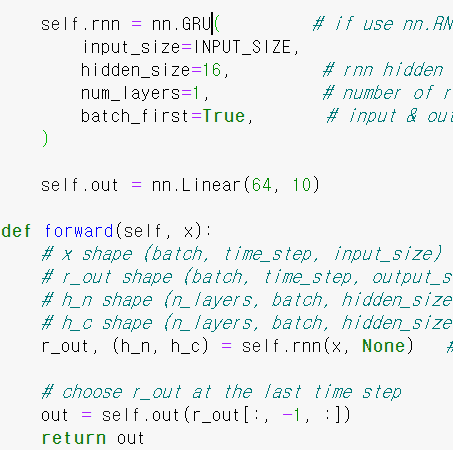 self.rnn = nn.GRU( # if use nn.RN
input_size=INPUT_SIZE,
hidden_size=16, # rnn hidden
num_layers=1, # number of r
batch_first=True, # input & out
)
self.out = nn.Linear(64, 10)
def forward(self, x):
# x shape (batch, time_step, input_size)
# r_out shape (batch, time_step, output_s
# h_n shape (n_layers, batch, hidden_size
# h_c shape (n_layers, batch, hidden_size
r_out, (h_n, h_c) = self.rnn(x, None) #
# choose r_out at the last time step
out = self.out(r_out[:, -1, :])
return out